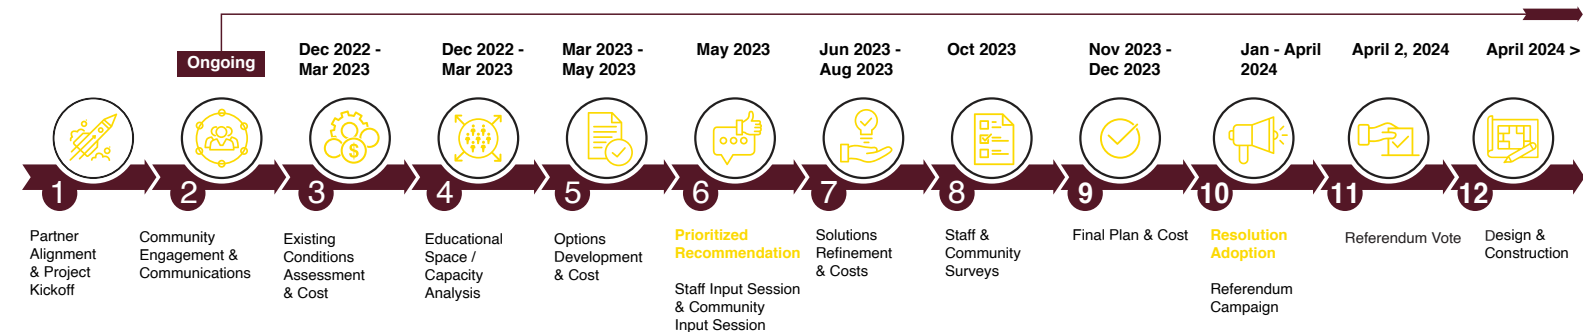 Ongoing
Dec 2022 -
Mar 2023
Dec 2022 -
Mar 2023
Mar 2023 -
May 2023
May 2023
Jun 2023 -
Aug 2023
Oct 2023
Nov 2023 -
Dec 2023
Jan - April
2024
April 2, 2024
April 2024 >
1
2
3
4
5
6
7
8
9
10
11
12
Partner
Alignment
& Project
Kickoff
Community
Engagement &
Communications
Existing
Conditions
Assessment
& Cost
Educational
Space /
Capacity
Analysis
Options
Development
& Cost
Prioritized
Recommendation
Staff Input Session
& Community
Input Session
Solutions
Refinement
& Costs
Staff &
Community
Surveys
Final Plan & Cost
Resolution
Adoption
Referendum
Campaign
Referendum Vote
Design &
Construction